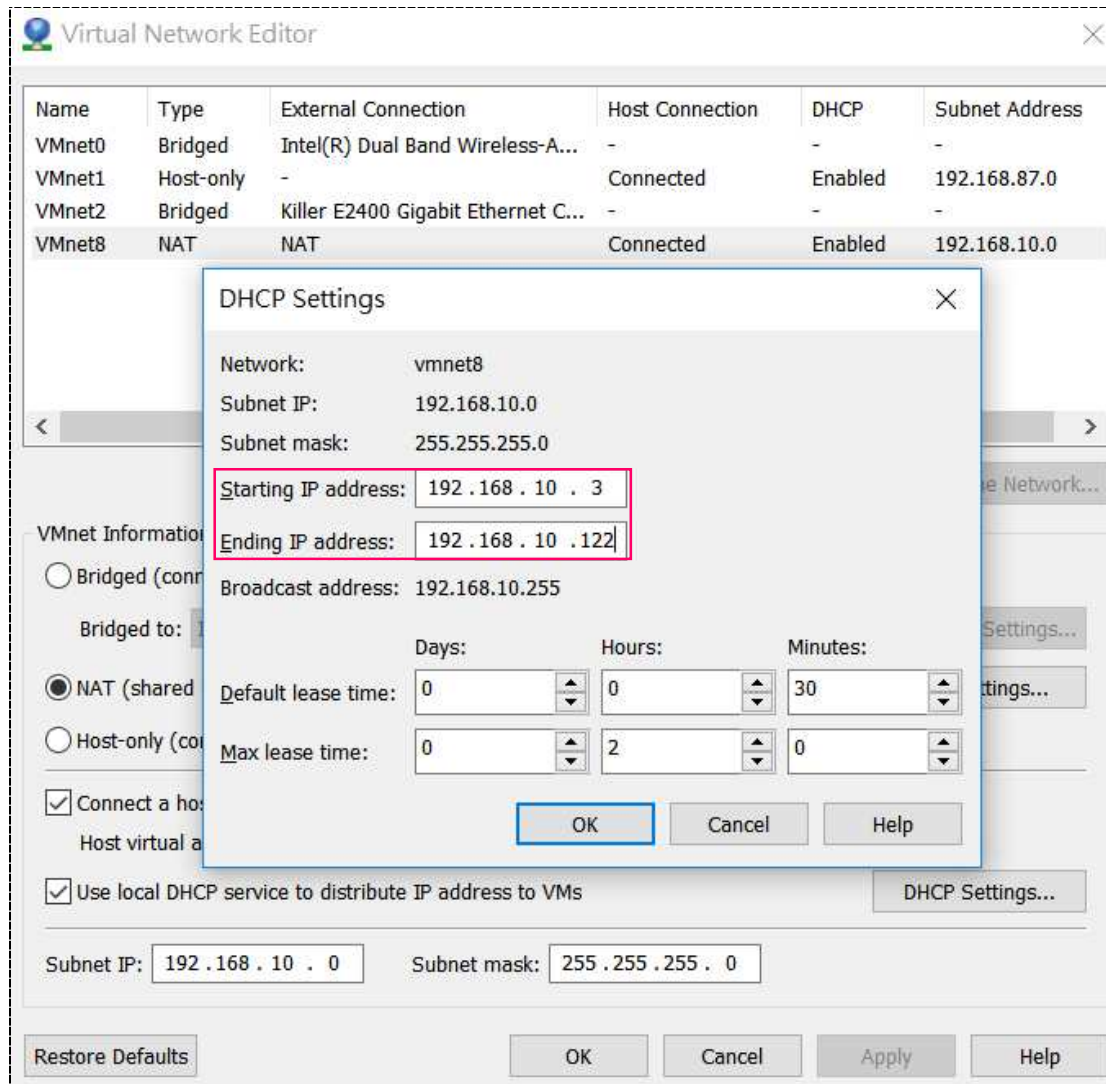 Virtual Network Editor
Name Type External Connection Host Connection DHCP Subnet Address
VMnet0 Bridged Intel(R) Dual Band Wireless-A... - - -
VMnet1 Host-only - Connected Enabled 192.168.87.0
VMnet2 Bridged Killer E2400 Gigabit Ethernet C... - - -
VMnet8 NAT NAT Connected Enabled 192.168.10.0
DHCP Settings
Network: vmnet8
Subnet IP: 192.168.10.0
Subnet mask: 255.255.255.0
Starting IP address: 192 . 168 . 10 . 3
Ending IP address: 192 . 168 . 10 . 122
Broadcast address: 192.168.10.255
Days: Hours: Minutes:
Default lease time: 0 0 30
Max lease time: 0 2 0
OK Cancel Help
Network...
VMnet
Bridged
Bridged to: Settings...
NAT (shared
Host-only
Connect a
Host virtual
Use local DHCP service to distribute IP address to VMs DHCP Settings...
Subnet IP: 192 . 168 . 10 . 0 Subnet mask: 255 . 255 . 255 . 0
Restore Defaults OK Cancel Apply Help